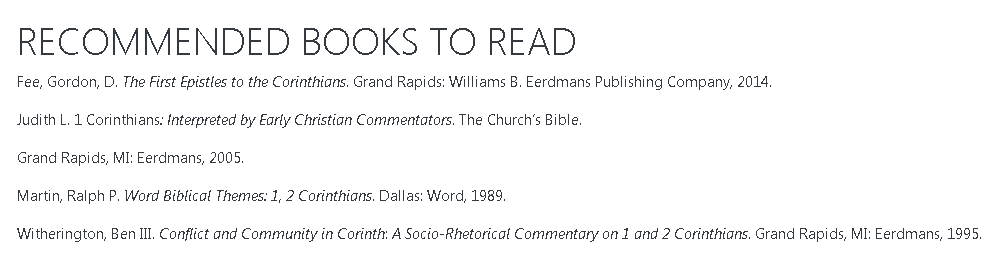 RECOMMENDED BOOKS TO READ
Fee, Gordon, D. The First Epistles to the Corinthians. Grand Rapids: Williams B. Eerdmans Publishing Company, 2014.
Judith L. 1 Corinthians: Interpreted by Early Christian Commentators. The Church’s Bible.
Grand Rapids, MI: Eerdmans, 2005.
Martin, Ralph P. Word Biblical Themes: 1, 2 Corinthians. Dallas: Word, 1989.
Witherington, Ben III. Conflict and Community in Corinth: A Socio-Rhetorical Commentary on 1 and 2 Corinthians. Grand Rapids, MI: Eerdmans, 1995.